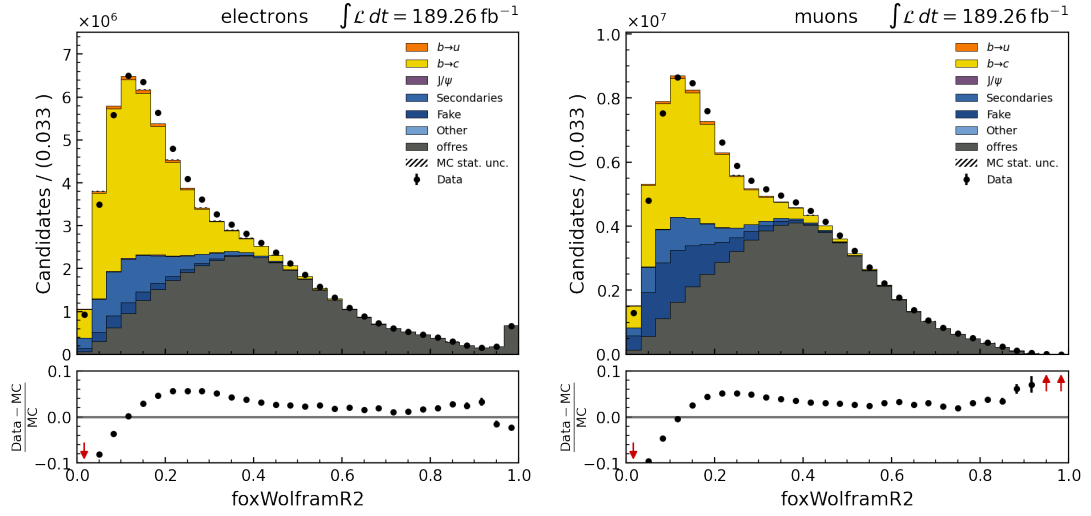 ×10⁶ electrons ∫ℒ dt = 189.26 fb⁻¹
Candidates / (0.033 )
7
6
5
4
3
2
1
0
b→u
b→c
J/ψ
Secondaries
Fake
Other
offres
MC stat. unc.
Data
Data − MC
MC
0.1
0.0
−0.1
0.0 0.2 0.4 0.6 0.8 1.0
foxWolframR2
×10⁷ muons ∫ℒ dt = 189.26 fb⁻¹
Candidates / (0.033 )
1.0
0.8
0.6
0.4
0.2
0.0
b→u
b→c
J/ψ
Secondaries
Fake
Other
offres
MC stat. unc.
Data
Data − MC
MC
0.1
0.0
−0.1
0.0 0.2 0.4 0.6 0.8 1.0
foxWolframR2